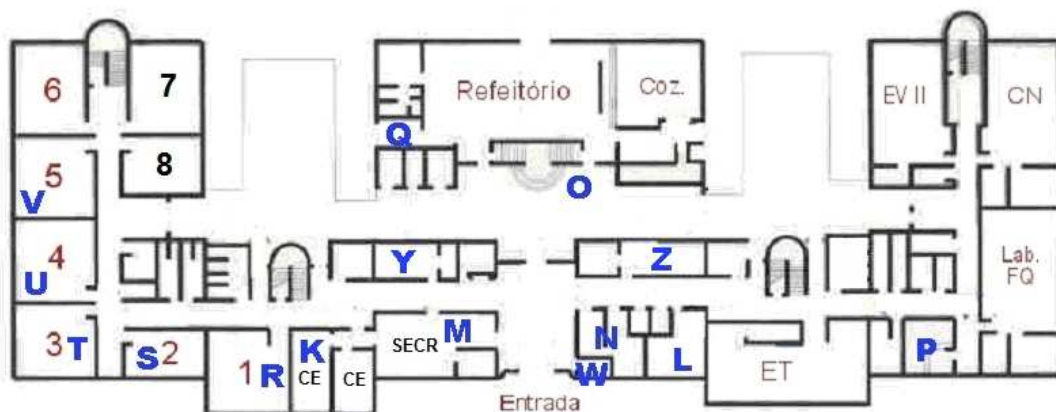 6
7
Refeitório
Coz.
EV II
CN
Q
8
5
V
O
4
U
Y
Z
Lab.
FQ
3
T
S
2
1
R
K
CE
CE
SECR
M
N
W
L
ET
P
Entrada